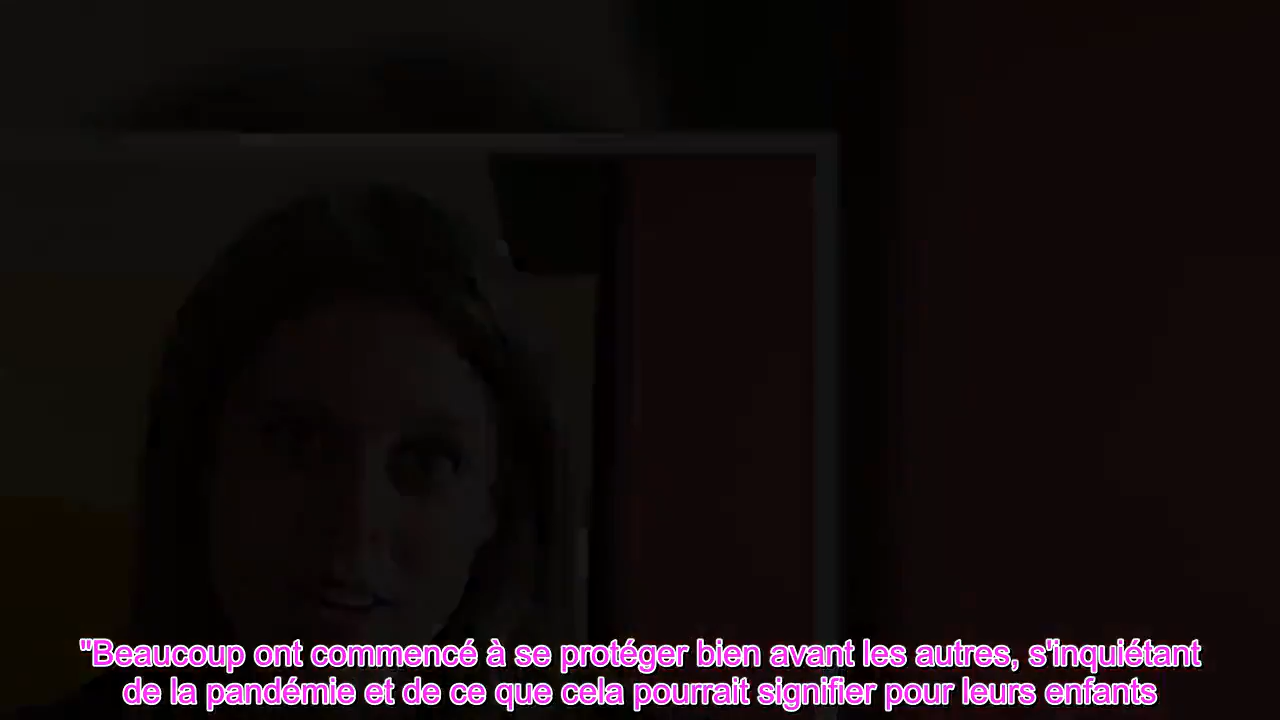 "Beaucoup ont commencé à se protéger bien avant les autres, s'inquiétant
de la pandémie et de ce que cela pourrait signifier pour leurs enfants